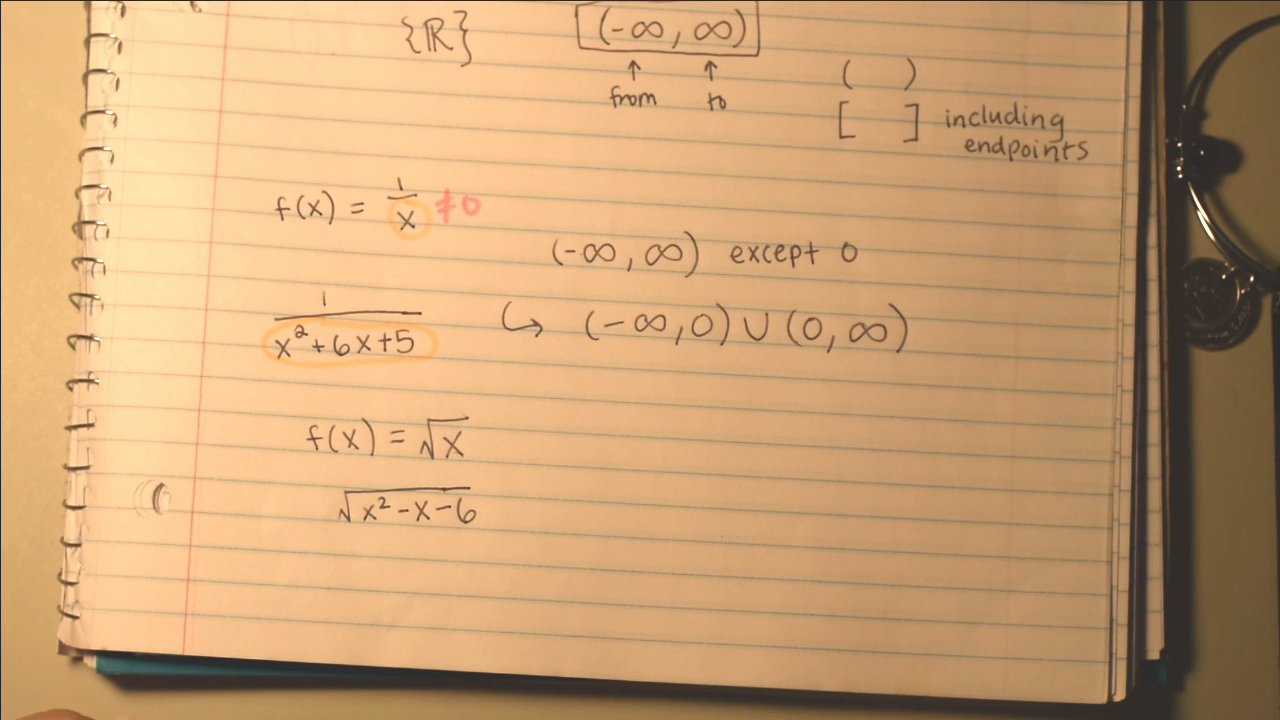 {ℝ} (-∞, ∞)
↑ ↑
from to
( )
[ ] including
endpoints
f(x) = 1/x ≠0
(-∞, ∞) except 0
1/(x²+6x+5) ↪ (-∞,0) ∪ (0,∞)
f(x) = √x
√(x²-x-6)